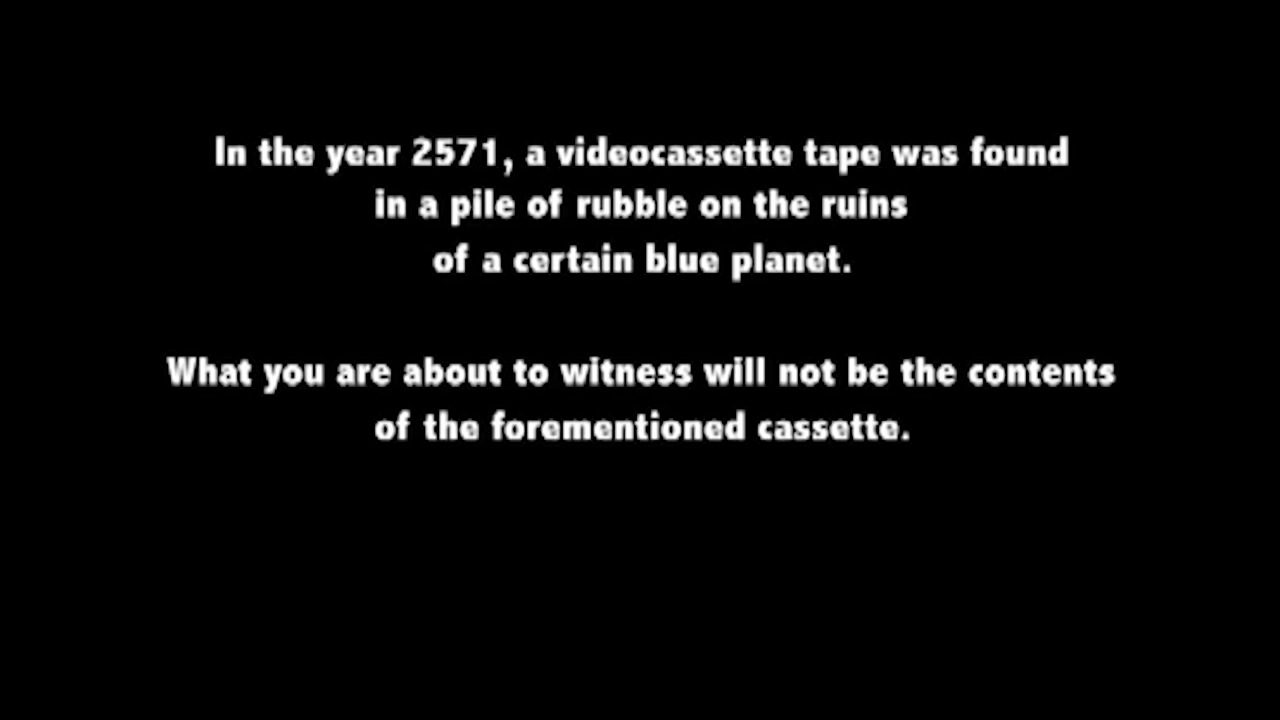 In the year 2571, a videocassette tape was found
in a pile of rubble on the ruins
of a certain blue planet.
What you are about to witness will not be the contents
of the forementioned cassette.